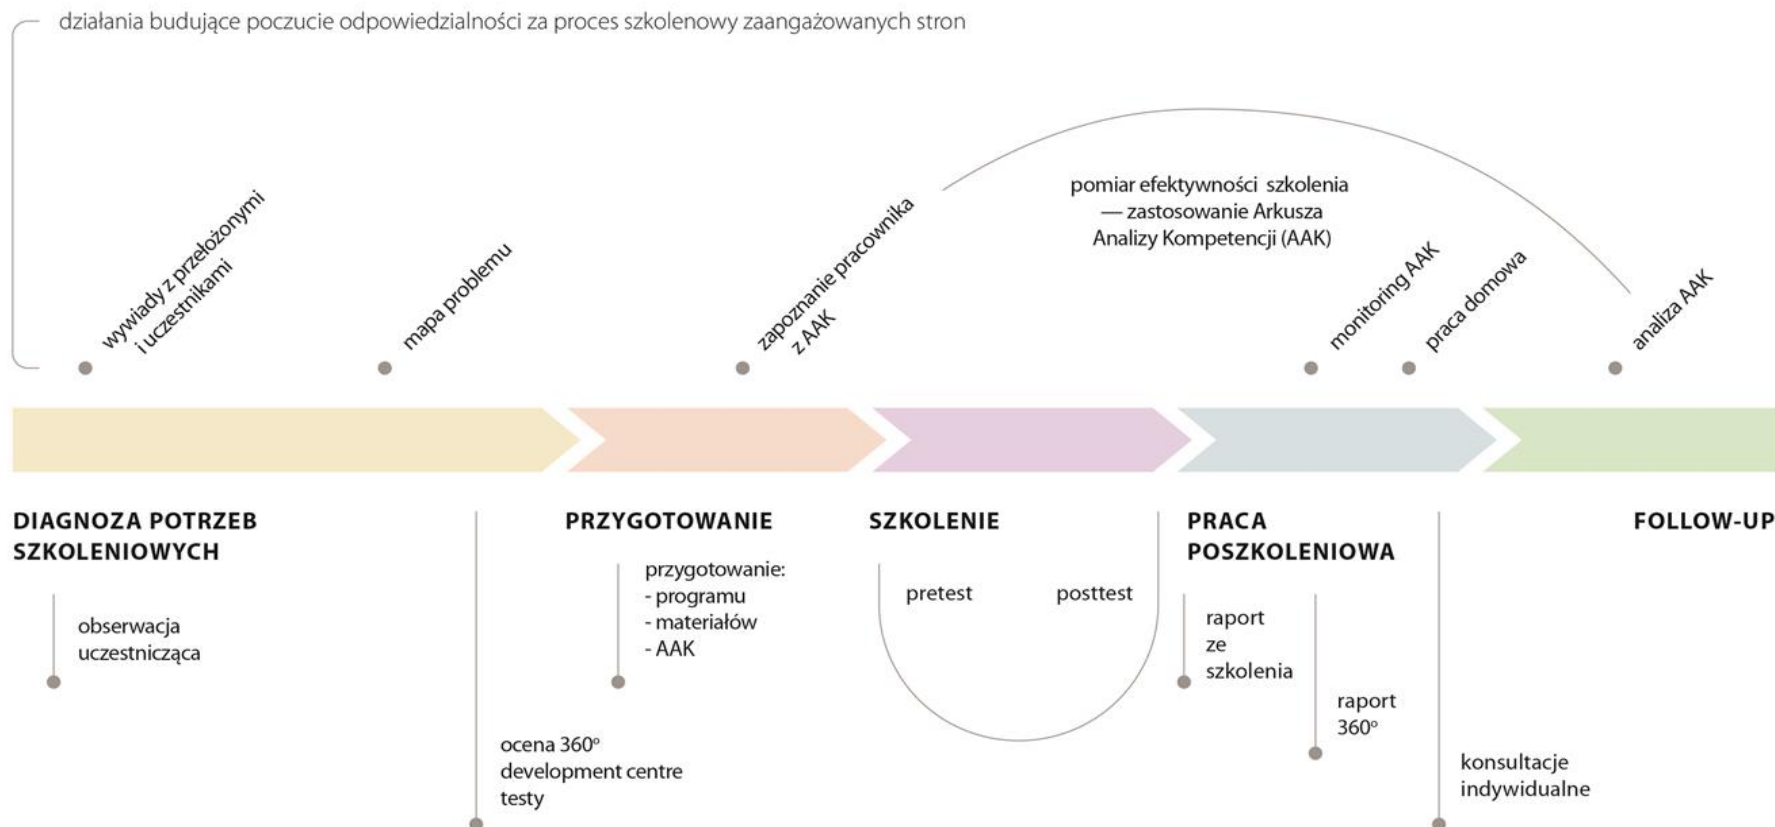 działania budujące poczucie odpowiedzialności za proces szkolenowy zaangażowanych stron
wywiady z przełożonymi
i uczestnikami
mapa problemu
zapoznanie pracownika
z AAK
pomiar efektywności szkolenia
— zastosowanie Arkusza
Analizy Kompetencji (AAK)
monitoring AAK
praca domowa
analiza AAK
DIAGNOZA POTRZEB
SZKOLENIOWYCH
obserwacja
uczestnicząca
ocena 360º
development centre
testy
PRZYGOTOWANIE
przygotowanie:
- programu
- materiałów
- AAK
SZKOLENIE
pretest
posttest
PRACA
POSZKOLENIOWA
raport
ze
szkolenia
raport
360º
konsultacje
indywidualne
FOLLOW-UP